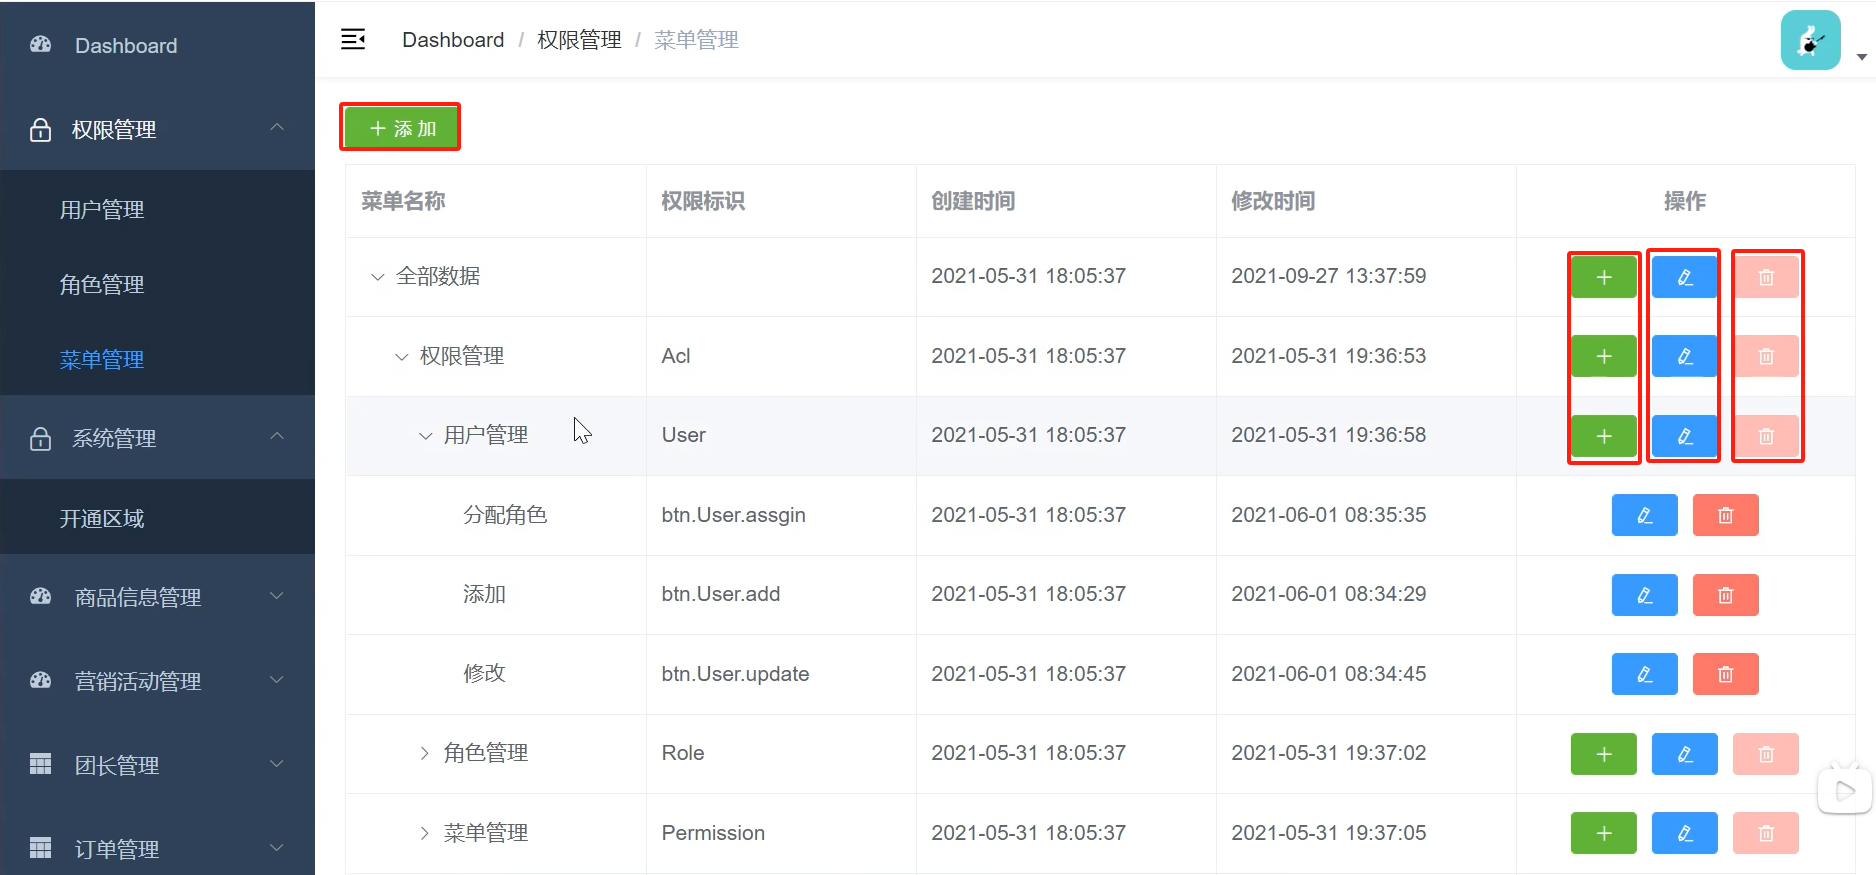 Dashboard
权限管理
用户管理
角色管理
菜单管理
系统管理
开通区域
商品信息管理
营销活动管理
团长管理
订单管理
Dashboard / 权限管理 / 菜单管理
+ 添加
菜单名称 权限标识 创建时间 修改时间 操作
全部数据 2021-05-31 18:05:37 2021-09-27 13:37:59
权限管理 Acl 2021-05-31 18:05:37 2021-05-31 19:36:53
用户管理 User 2021-05-31 18:05:37 2021-05-31 19:36:58
分配角色 btn.User.assgin 2021-05-31 18:05:37 2021-06-01 08:35:35
添加 btn.User.add 2021-05-31 18:05:37 2021-06-01 08:34:29
修改 btn.User.update 2021-05-31 18:05:37 2021-06-01 08:34:45
角色管理 Role 2021-05-31 18:05:37 2021-05-31 19:37:02
菜单管理 Permission 2021-05-31 18:05:37 2021-05-31 19:37:05